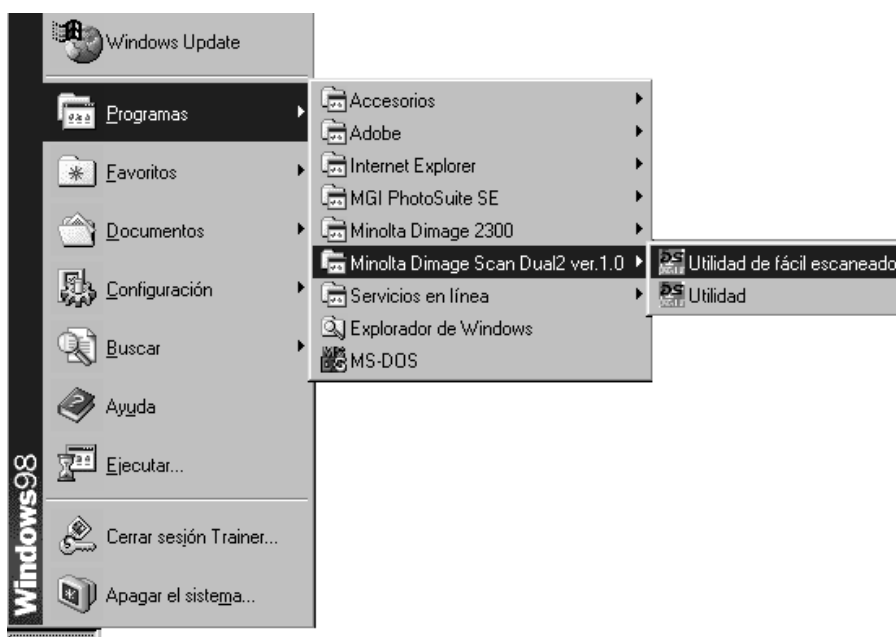 Windows Update
Programas
Favoritos
Documentos
Configuración
Buscar
Ayuda
Ejecutar...
Cerrar sesión Trainer...
Apagar el sistema...
Windows98
Accesorios
Adobe
Internet Explorer
MGI PhotoSuite SE
Minolta Dimage 2300
Minolta Dimage Scan Dual2 ver.1.0
Servicios en línea
Explorador de Windows
MS-DOS
Utilidad de fácil escaneado
Utilidad